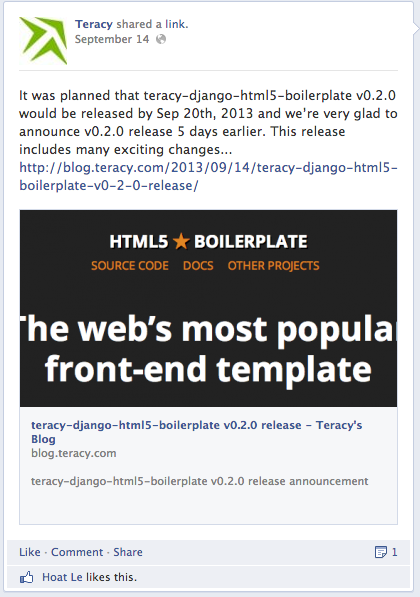 Teracy shared a link.
September 14
It was planned that teracy-django-html5-boilerplate v0.2.0
would be released by Sep 20th, 2013 and we're very glad to
announce v0.2.0 release 5 days earlier. This release
includes many exciting changes...
http://blog.teracy.com/2013/09/14/teracy-django-html5-
boilerplate-v0-2-0-release/
HTML5 ★ BOILERPLATE
SOURCE CODE DOCS OTHER PROJECTS
The web's most popular
front-end template
teracy-django-html5-boilerplate v0.2.0 release – Teracy's
Blog
blog.teracy.com
teracy-django-html5-boilerplate v0.2.0 release announcement
Like · Comment · Share 1
Hoat Le likes this.